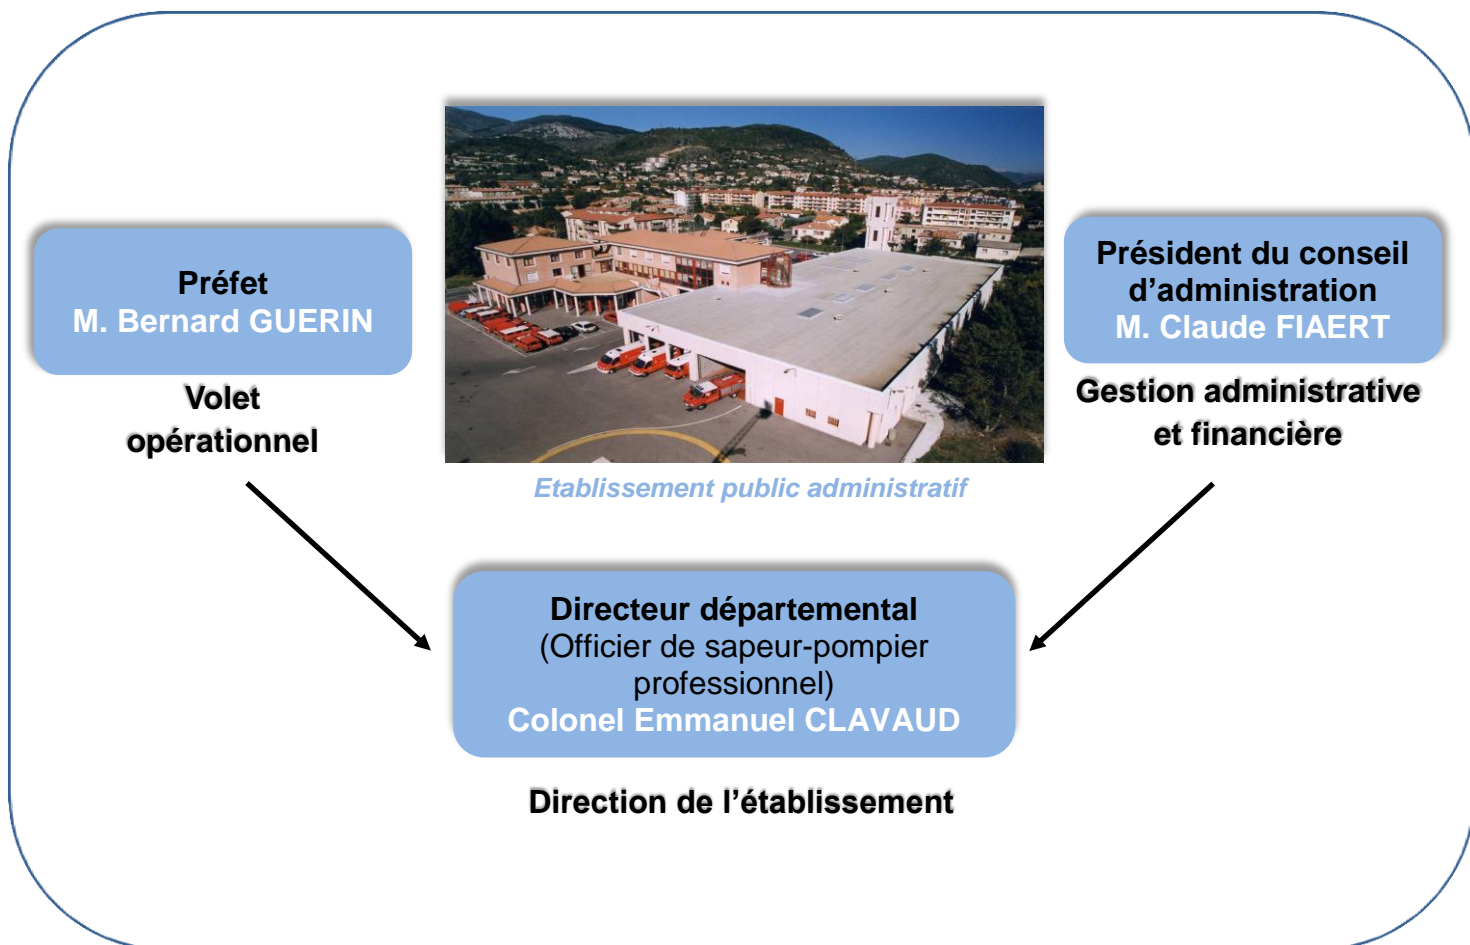 Préfet
M. Bernard GUERIN
Volet
opérationnel
Etablissement public administratif
Président du conseil
d’administration
M. Claude FIAERT
Gestion administrative
et financière
Directeur départemental
(Officier de sapeur-pompier
professionnel)
Colonel Emmanuel CLAVAUD
Direction de l’établissement